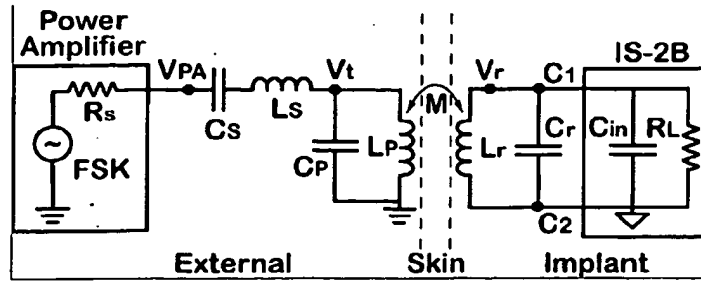 Power
Amplifier
VPA
Vt
Vr
C1
IS-2B
Rs
Cs
Ls
M
FSK
CP
LP
Lr
Cr
Cin
RL
C2
External
Skin
Implant